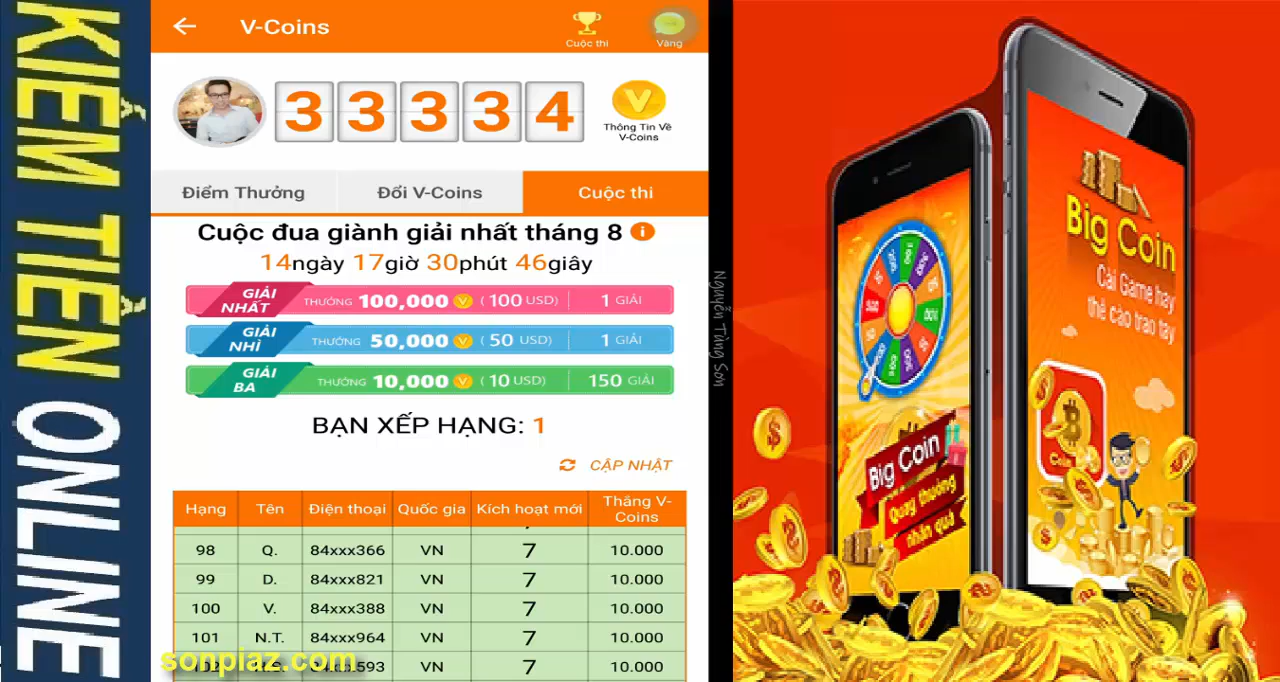 KIẾM TIỀN ONLINE
V-Coins
Cuộc thi
Vàng
33334
Thông Tin Về
V-Coins
Điểm Thưởng
Đổi V-Coins
Cuộc thi
Cuộc đua giành giải nhất tháng 8
14ngày 17giờ 30phút 46giây
GIẢI NHẤT THƯỞNG 100,000 V (100 USD) 1 GIẢI
GIẢI NHÌ THƯỞNG 50,000 V (50 USD) 1 GIẢI
GIẢI BA THƯỞNG 10,000 V (10 USD) 150 GIẢI
BẠN XẾP HẠNG: 1
CẬP NHẬT
Hạng Tên Điện thoại Quốc gia Kích hoạt mới Thắng V-Coins
98 Q. 84xxx366 VN 7 10.000
99 D. 84xxx821 VN 7 10.000
100 V. 84xxx388 VN 7 10.000
101 N.T. 84xxx964 VN 7 10.000
593 VN 7 10.000
sonpiaz.com
Nguyễn Tùng Sơn
Big Coin
Quay thưởng
nhân quà
Big Coin
Cài Game hay
thẻ cào trao tay